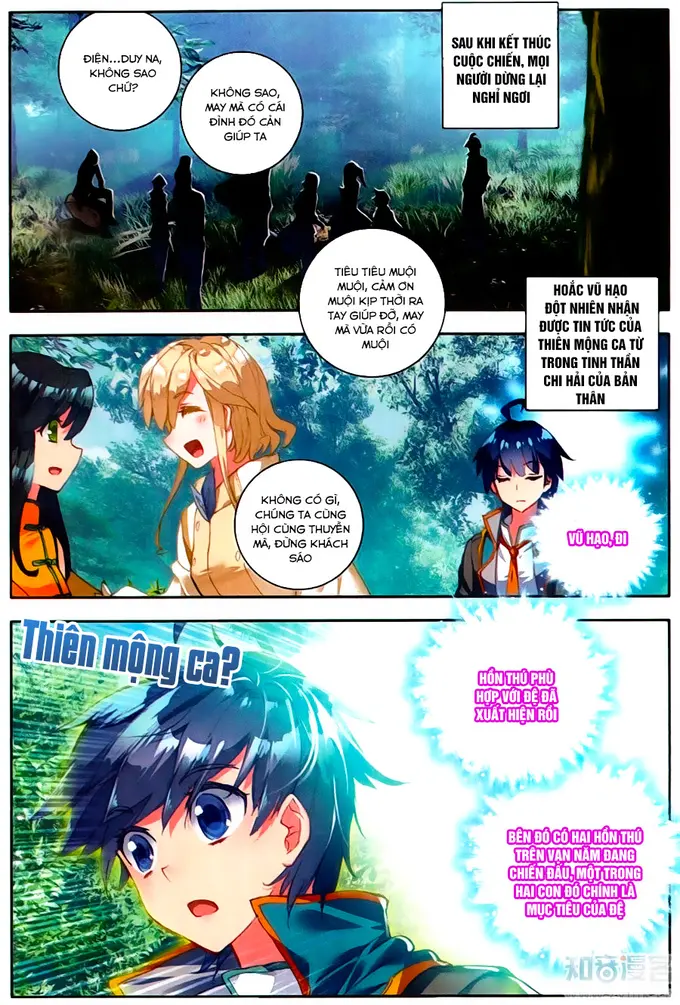 SAU KHI KẾT THÚC
CUỘC CHIẾN, MỌI
NGƯỜI DỪNG LẠI
NGHỈ NGƠI
ĐIỆN...DUY NA,
KHÔNG SAO
CHỨ?
KHÔNG SAO,
MAY MÀ CÓ CÁI
ĐỈNH ĐÓ CẢN
GIÚP TA
TIÊU TIÊU MUỘI
MUỘI, CẢM ƠN
MUỘI KỊP THỜI RA
TAY GIÚP ĐỠ, MAY
MÀ VỪA RỒI CÓ
MUỘI
HOẮC VŨ HẠO
ĐỘT NHIÊN NHẬN
ĐƯỢC TIN TỨC CỦA
THIÊN MỘNG CA TỪ
TRONG TINH THẦN
CHI HẢI CỦA BẢN
THÂN
KHÔNG CÓ GÌ,
CHÚNG TA CÙNG
HỘI CÙNG THUYỀN
MÀ, ĐỪNG KHÁCH
SÁO
VŨ HẠO, ĐI
Thiên mộng ca?
HỒN THÚ PHÙ
HỢP VỚI ĐỆ ĐÃ
XUẤT HIỆN RỒI
BÊN ĐÓ CÓ HAI HỒN THÚ
TRÊN VẠN NĂM ĐANG
CHIẾN ĐẤU, MỘT TRONG
HAI CON ĐÓ CHÍNH LÀ
MỤC TIÊU CỦA ĐỆ
知音漫客